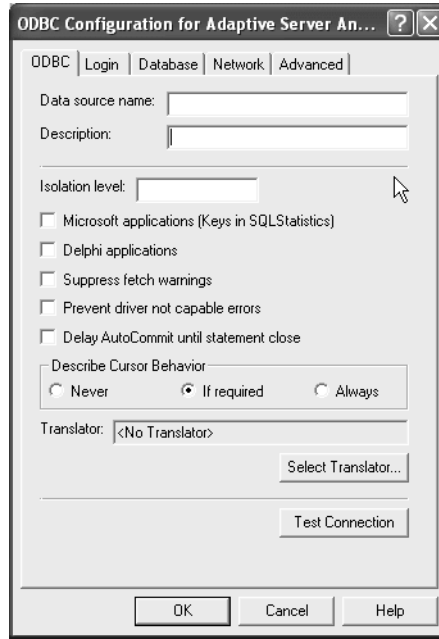 ODBC Configuration for Adaptive Server An... ? X
ODBC Login Database Network Advanced
Data source name:
Description:
Isolation level:
Microsoft applications (Keys in SQLStatistics)
Delphi applications
Suppress fetch warnings
Prevent driver not capable errors
Delay AutoCommit until statement close
Describe Cursor Behavior
Never If required Always
Translator: <No Translator>
Select Translator...
Test Connection
OK Cancel Help